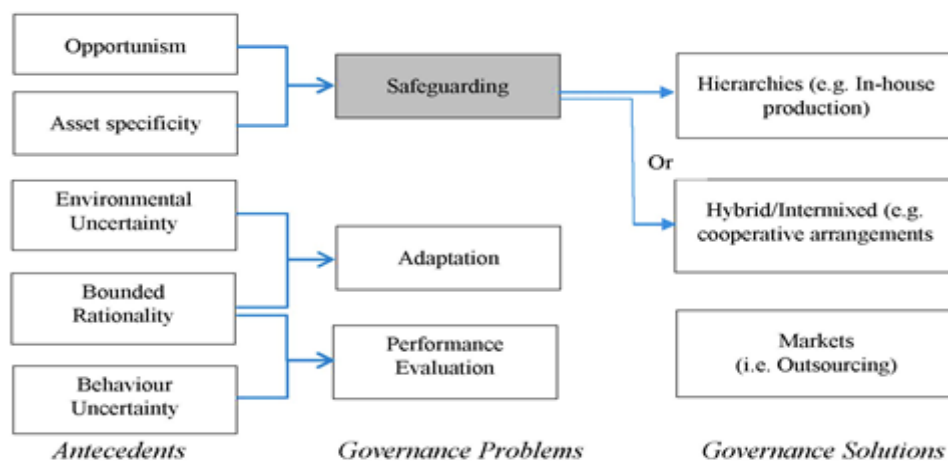 Opportunism
Asset specificity
Environmental
Uncertainty
Bounded
Rationality
Behaviour
Uncertainty
Antecedents
Safeguarding
Adaptation
Performance
Evaluation
Governance Problems
Hierarchies (e.g. In-house
production)
Or
Hybrid/Intermixed (e.g.
cooperative arrangements
Markets
(i.e. Outsourcing)
Governance Solutions